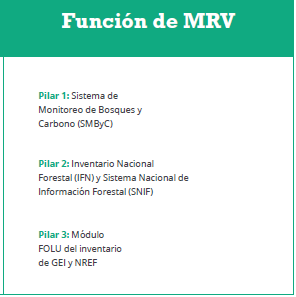 Función de MRV
Pilar 1: Sistema de
Monitoreo de Bosques y
Carbono (SMByC)
Pilar 2: Inventario Nacional
Forestal (IFN) y Sistema Nacional de
Información Forestal (SNIF)
Pilar 3: Módulo
FOLU del inventario
de GEI y NREF